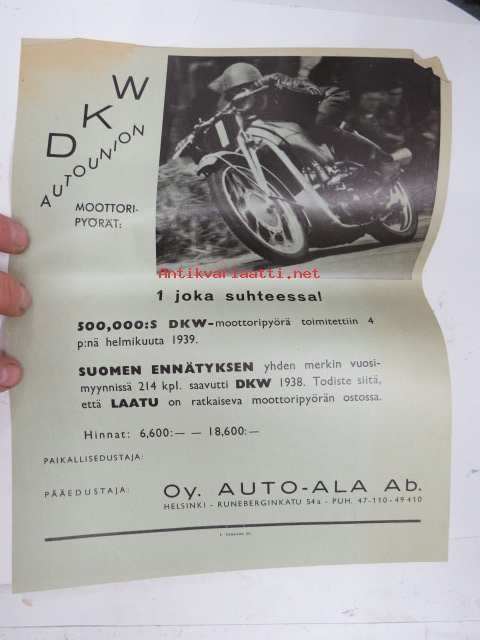 DKW
AUTOUNION
MOOTTORI-
PYÖRÄT:
Antikvariaatti.net
1 joka suhteessa!
500,000:S DKW-moottoripyörä toimitettiin 4
p:nä helmikuuta 1939.
SUOMEN ENNÄTYKSEN yhden merkin vuosi-
myynnissä 214 kpl. saavutti DKW 1938. Todiste siitä,
että LAATU on ratkaiseva moottoripyörän ostossa.
Hinnat: 6,600:— — 18,600:—
PAIKALLISEDUSTAJA:
PÄÄEDUSTAJA:
Oy. AUTO-ALA Ab.
HELSINKI - RUNEBERGINKATU 54a - PUH. 47-110 - 49 410